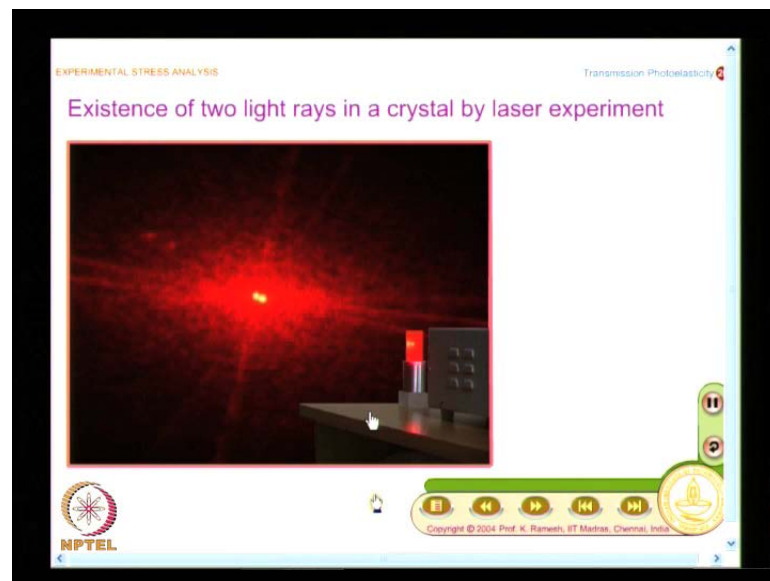 EXPERIMENTAL STRESS ANALYSIS
Transmission Photoelasticity
Existence of two light rays in a crystal by laser experiment
NPTEL
Copyright © 2004 Prof. K. Ramesh, IIT Madras, Chennai, India